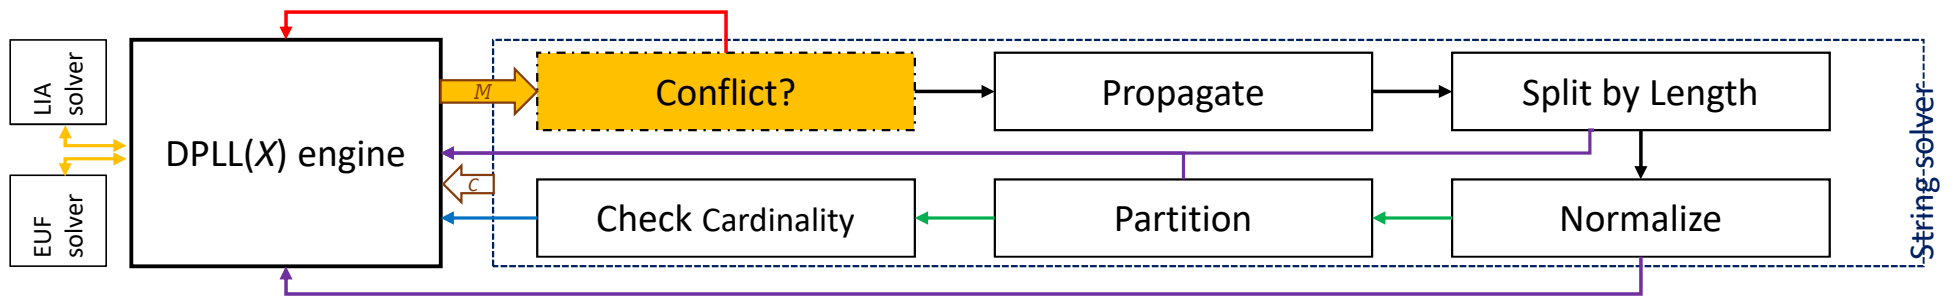 LIA
solver
EUF
solver
DPLL(X) engine
M
C
Conflict?
Propagate
Split by Length
Check Cardinality
Partition
Normalize
String solver